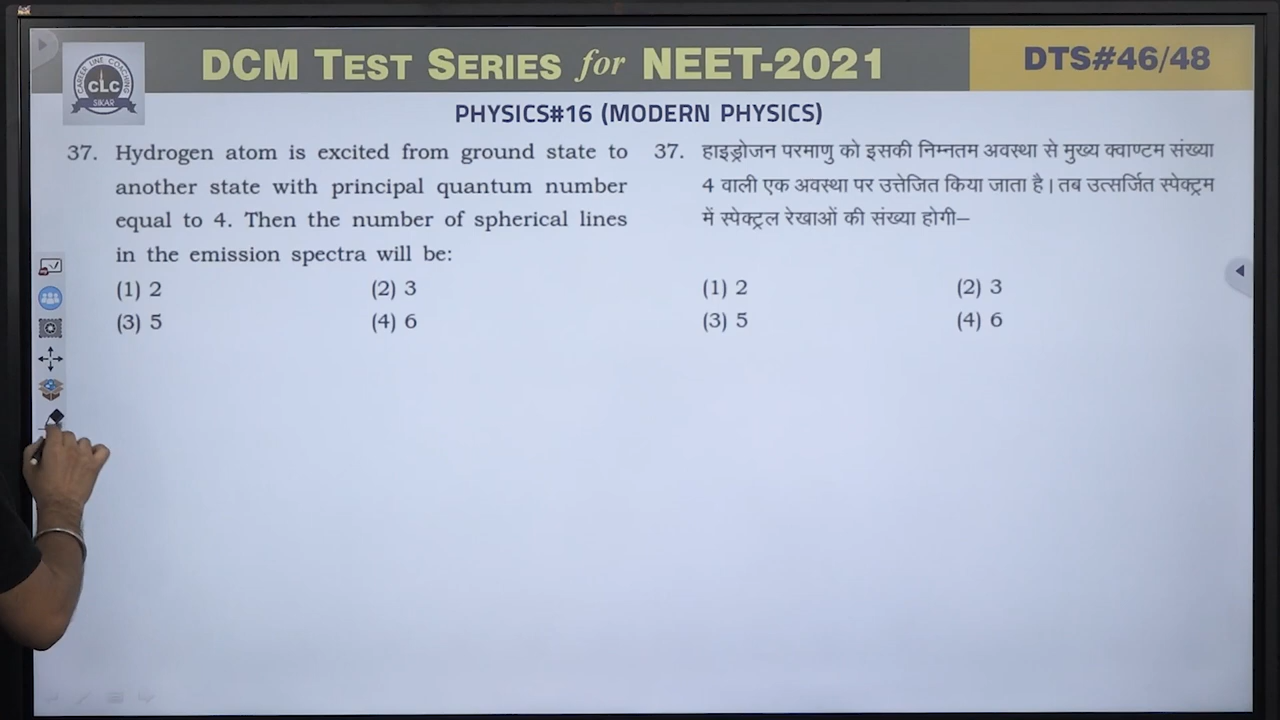 DCM TEST SERIES for NEET-2021
DTS#46/48
CAREER LINE COACHING
CLC
SIKAR
PHYSICS#16 (MODERN PHYSICS)
37. Hydrogen atom is excited from ground state to
another state with principal quantum number
equal to 4. Then the number of spherical lines
in the emission spectra will be:
(1) 2 (2) 3
(3) 5 (4) 6
37. हाइड्रोजन परमाणु को इसकी निम्नतम अवस्था से मुख्य क्वाण्टम संख्या
4 वाली एक अवस्था पर उत्तेजित किया जाता है। तब उत्सर्जित स्पेक्ट्रम
में स्पेक्ट्रल रेखाओं की संख्या होगी–
(1) 2 (2) 3
(3) 5 (4) 6